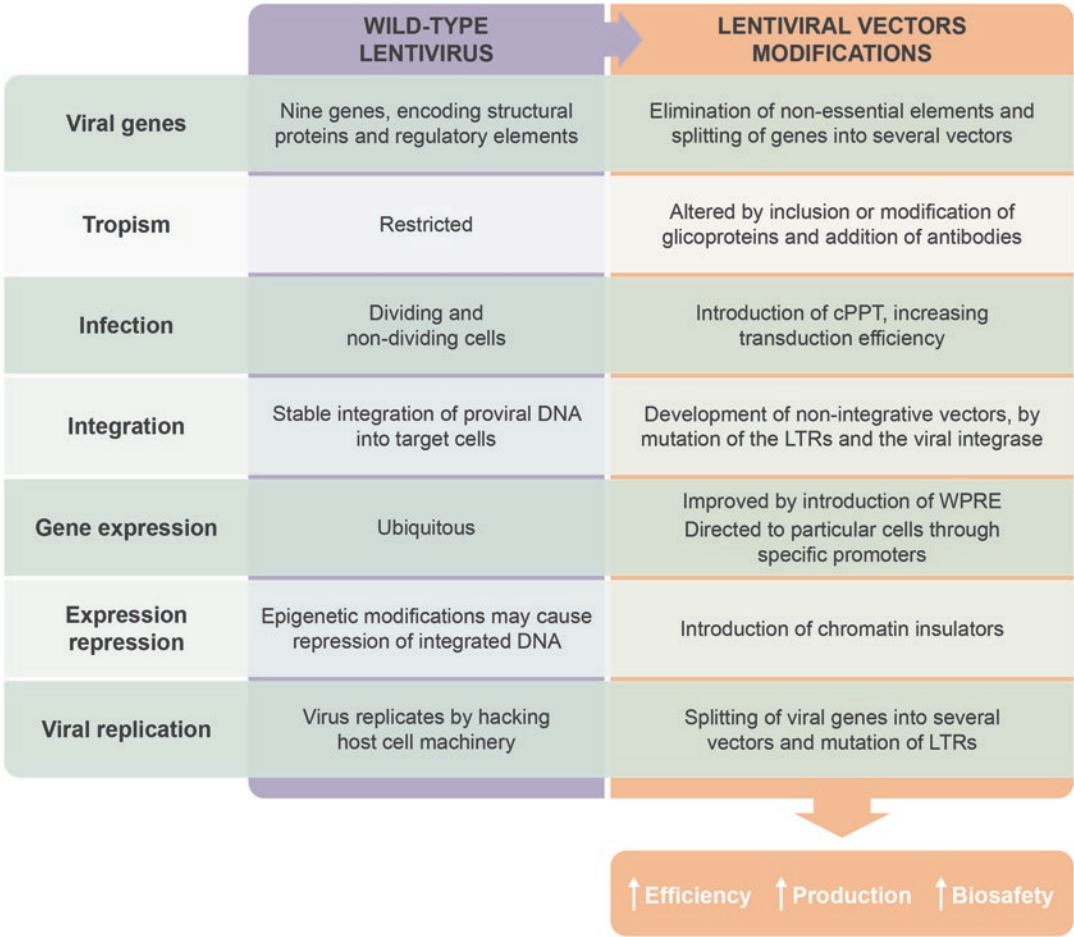 WILD-TYPE
LENTIVIRUS
LENTIVIRAL VECTORS
MODIFICATIONS
Viral genes
Nine genes, encoding structural
proteins and regulatory elements
Elimination of non-essential elements and
splitting of genes into several vectors
Tropism
Restricted
Altered by inclusion or modification of
glicoproteins and addition of antibodies
Infection
Dividing and
non-dividing cells
Introduction of cPPT, increasing
transduction efficiency
Integration
Stable integration of proviral DNA
into target cells
Development of non-integrative vectors, by
mutation of the LTRs and the viral integrase
Gene expression
Ubiquitous
Improved by introduction of WPRE
Directed to particular cells through
specific promoters
Expression
repression
Epigenetic modifications may cause
repression of integrated DNA
Introduction of chromatin insulators
Viral replication
Virus replicates by hacking
host cell machinery
Splitting of viral genes into several
vectors and mutation of LTRs
↑ Efficiency ↑ Production ↑ Biosafety